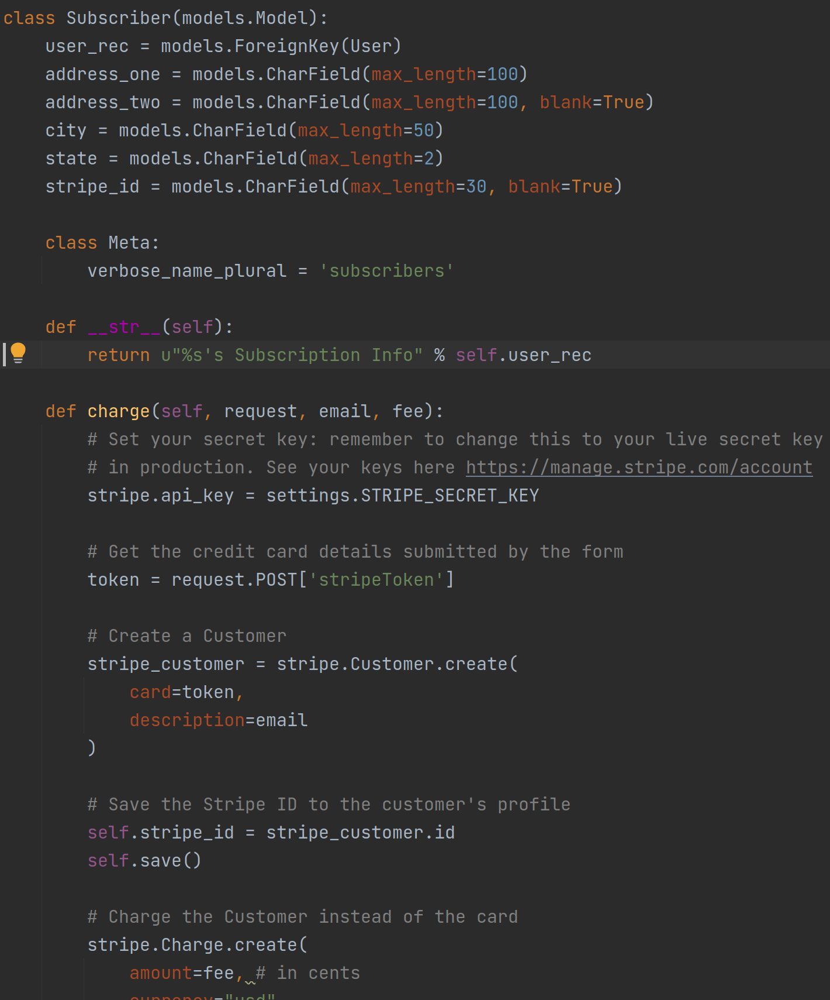 class Subscriber(models.Model):
    user_rec = models.ForeignKey(User)
    address_one = models.CharField(max_length=100)
    address_two = models.CharField(max_length=100, blank=True)
    city = models.CharField(max_length=50)
    state = models.CharField(max_length=2)
    stripe_id = models.CharField(max_length=30, blank=True)

    class Meta:
        verbose_name_plural = 'subscribers'

    def __str__(self):
        return u"%s's Subscription Info" % self.user_rec

    def charge(self, request, email, fee):
        # Set your secret key: remember to change this to your live secret key
        # in production. See your keys here https://manage.stripe.com/account
        stripe.api_key = settings.STRIPE_SECRET_KEY

        # Get the credit card details submitted by the form
        token = request.POST['stripeToken']

        # Create a Customer
        stripe_customer = stripe.Customer.create(
            card=token,
            description=email
        )

        # Save the Stripe ID to the customer's profile
        self.stripe_id = stripe_customer.id
        self.save()

        # Charge the Customer instead of the card
        stripe.Charge.create(
            amount=fee, # in cents
            currency="usd"